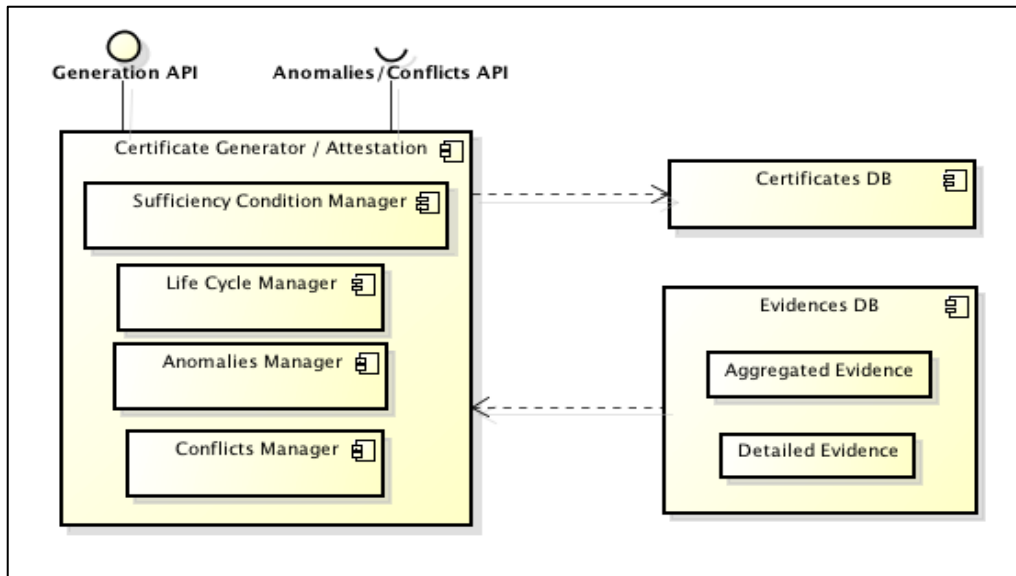 Generation API
Anomalies/Conflicts API
Certificate Generator / Attestation
Sufficiency Condition Manager
Life Cycle Manager
Anomalies Manager
Conflicts Manager
Certificates DB
Evidences DB
Aggregated Evidence
Detailed Evidence